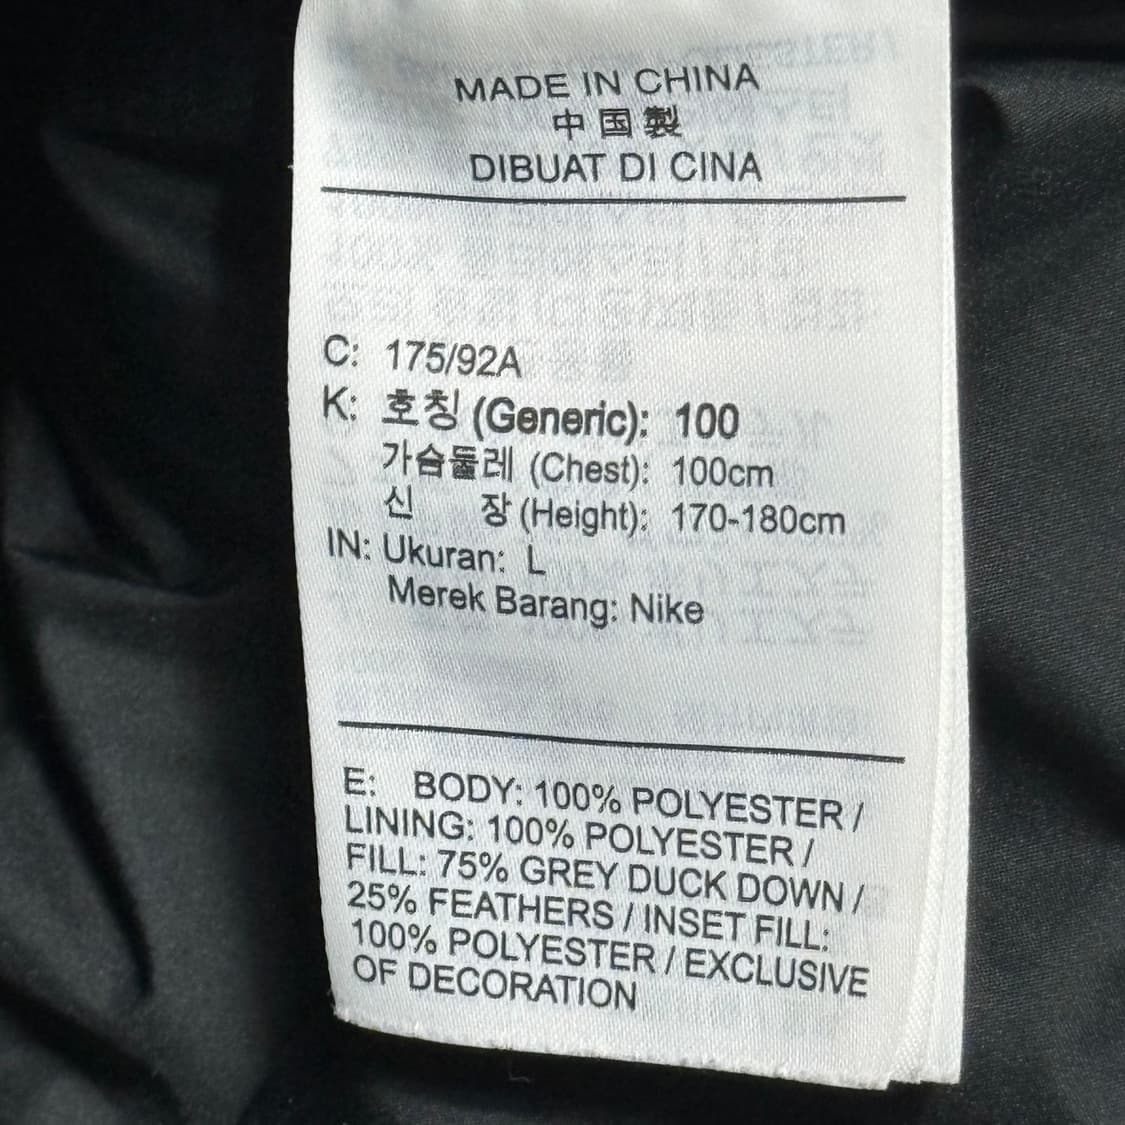 MADE IN CHINA
中国製
DIBUAT DI CINA
C: 175/92A
K: 호칭 (Generic): 100
가슴둘레 (Chest): 100cm
신 장 (Height): 170-180cm
IN: Ukuran: L
Merek Barang: Nike
E: BODY: 100% POLYESTER /
LINING: 100% POLYESTER /
FILL: 75% GREY DUCK DOWN /
25% FEATHERS / INSET FILL:
100% POLYESTER / EXCLUSIVE
OF DECORATION